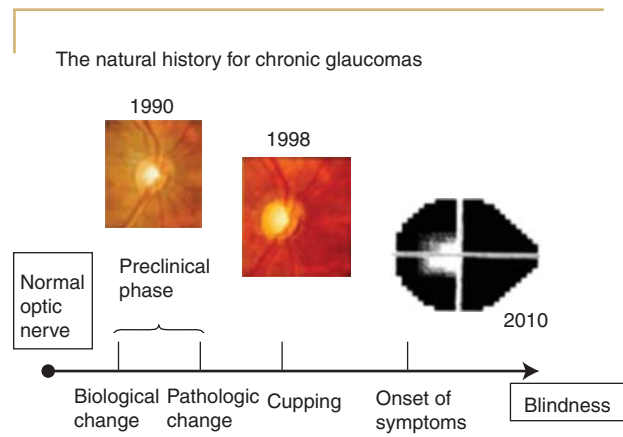 The natural history for chronic glaucomas
1990
1998
2010
Normal
optic
nerve
Preclinical
phase
Biological
change
Pathologic
change
Cupping
Onset of
symptoms
Blindness